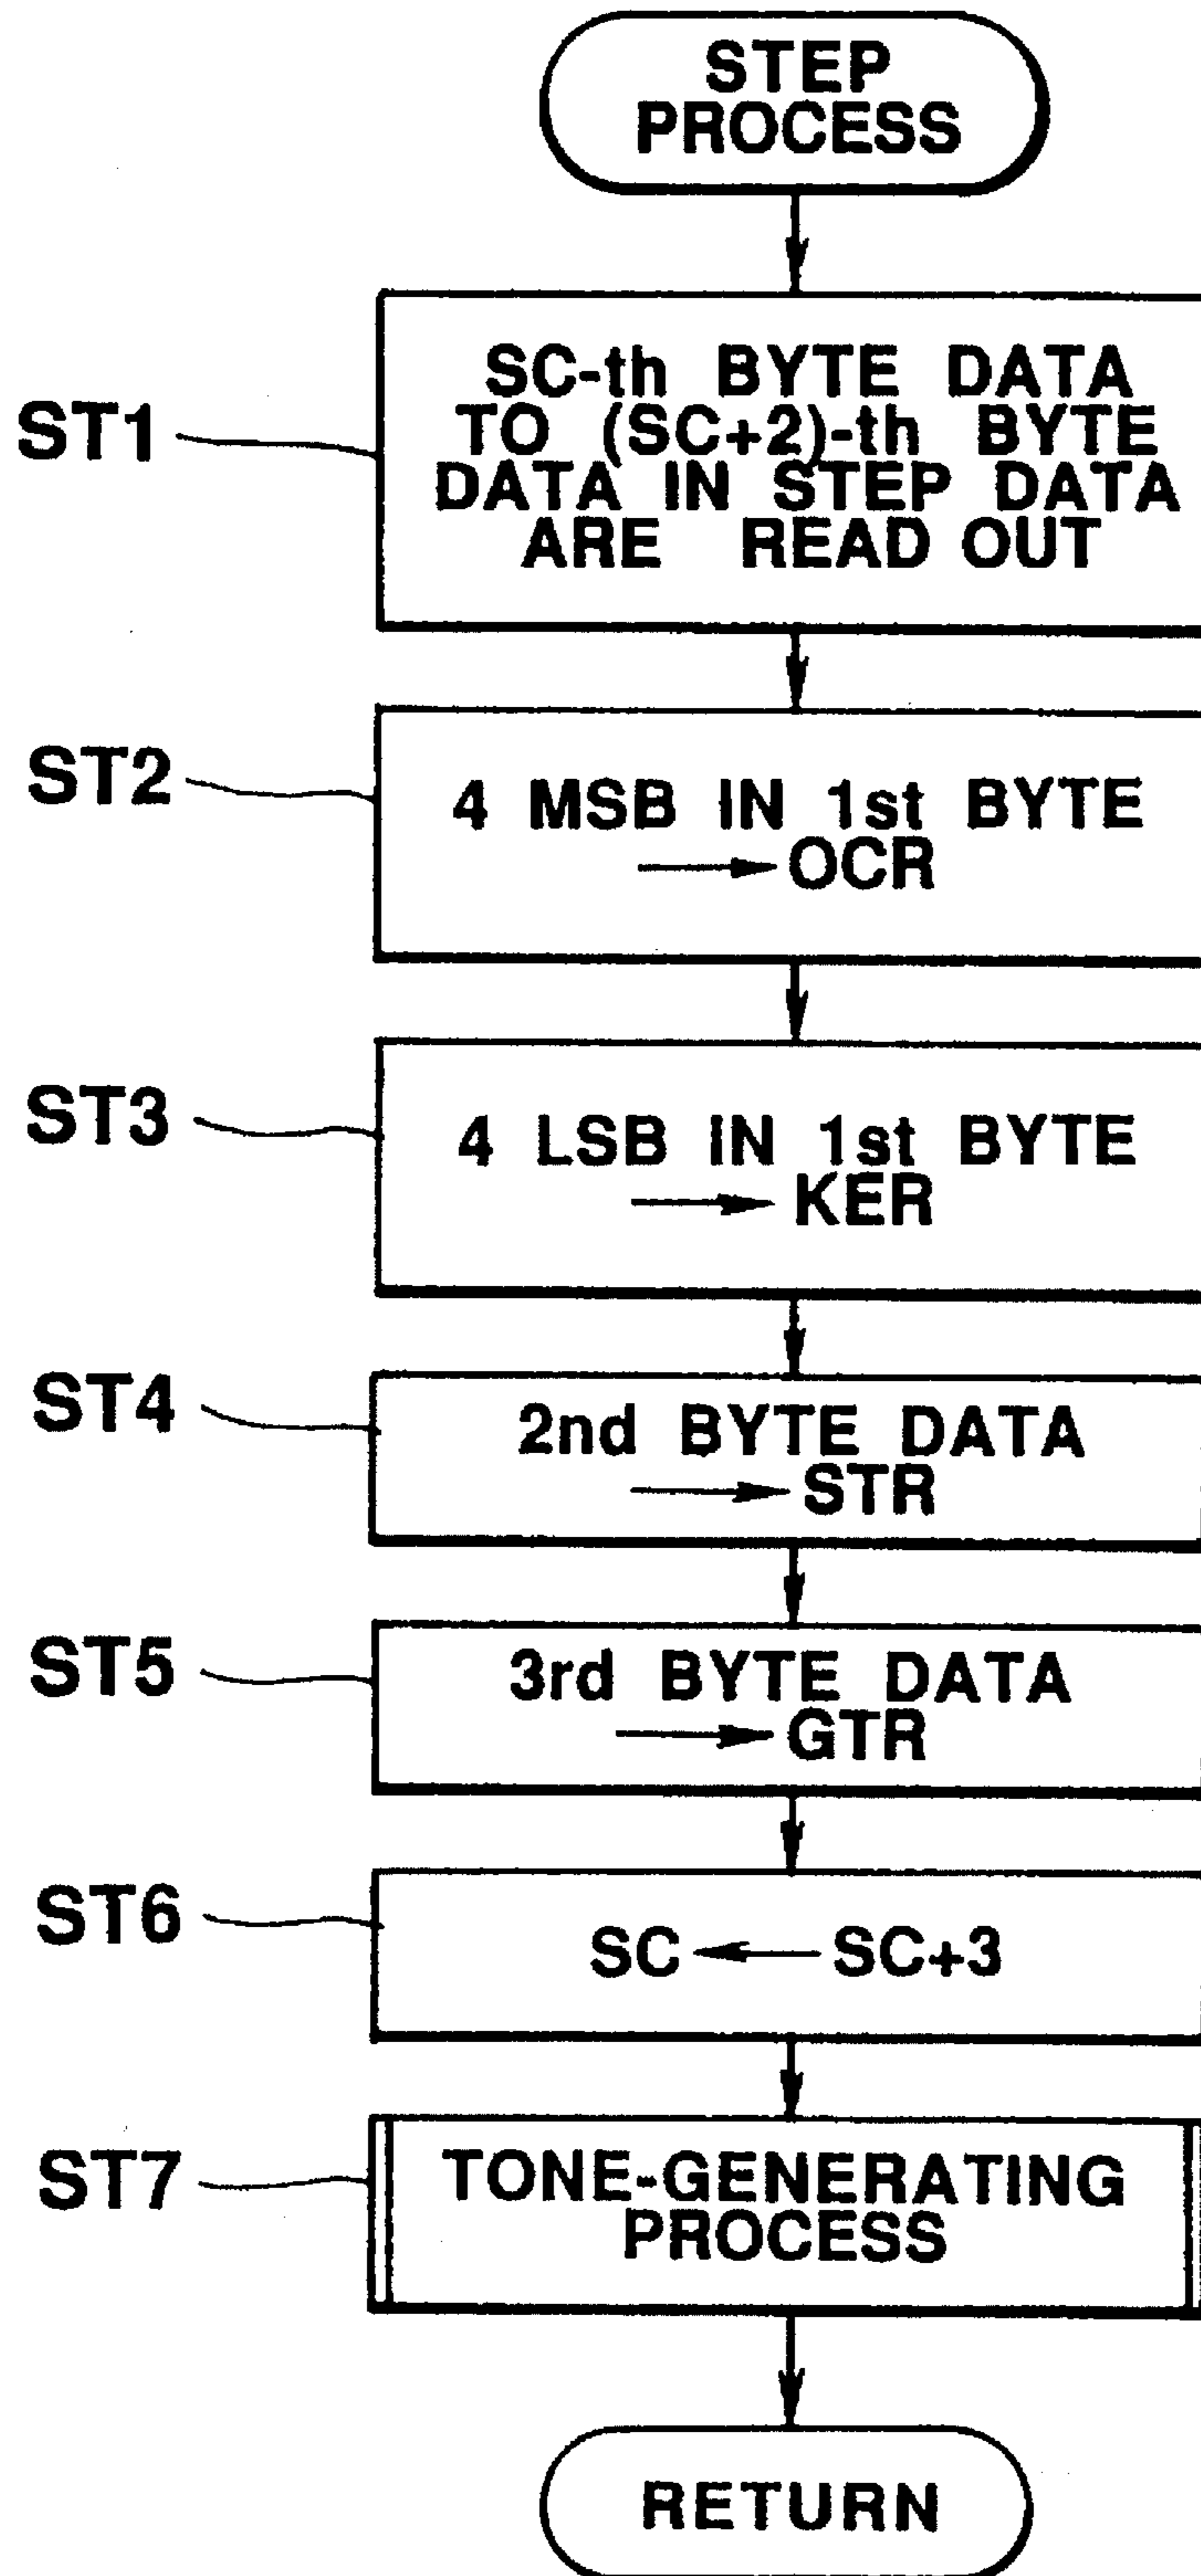 STEP
PROCESS
ST1
SC-th BYTE DATA
TO (SC+2)-th BYTE
DATA IN STEP DATA
ARE READ OUT
ST2
4 MSB IN 1st BYTE
→ OCR
ST3
4 LSB IN 1st BYTE
→ KER
ST4
2nd BYTE DATA
→ STR
ST5
3rd BYTE DATA
→ GTR
ST6
SC ← SC+3
ST7
TONE-GENERATING
PROCESS
RETURN